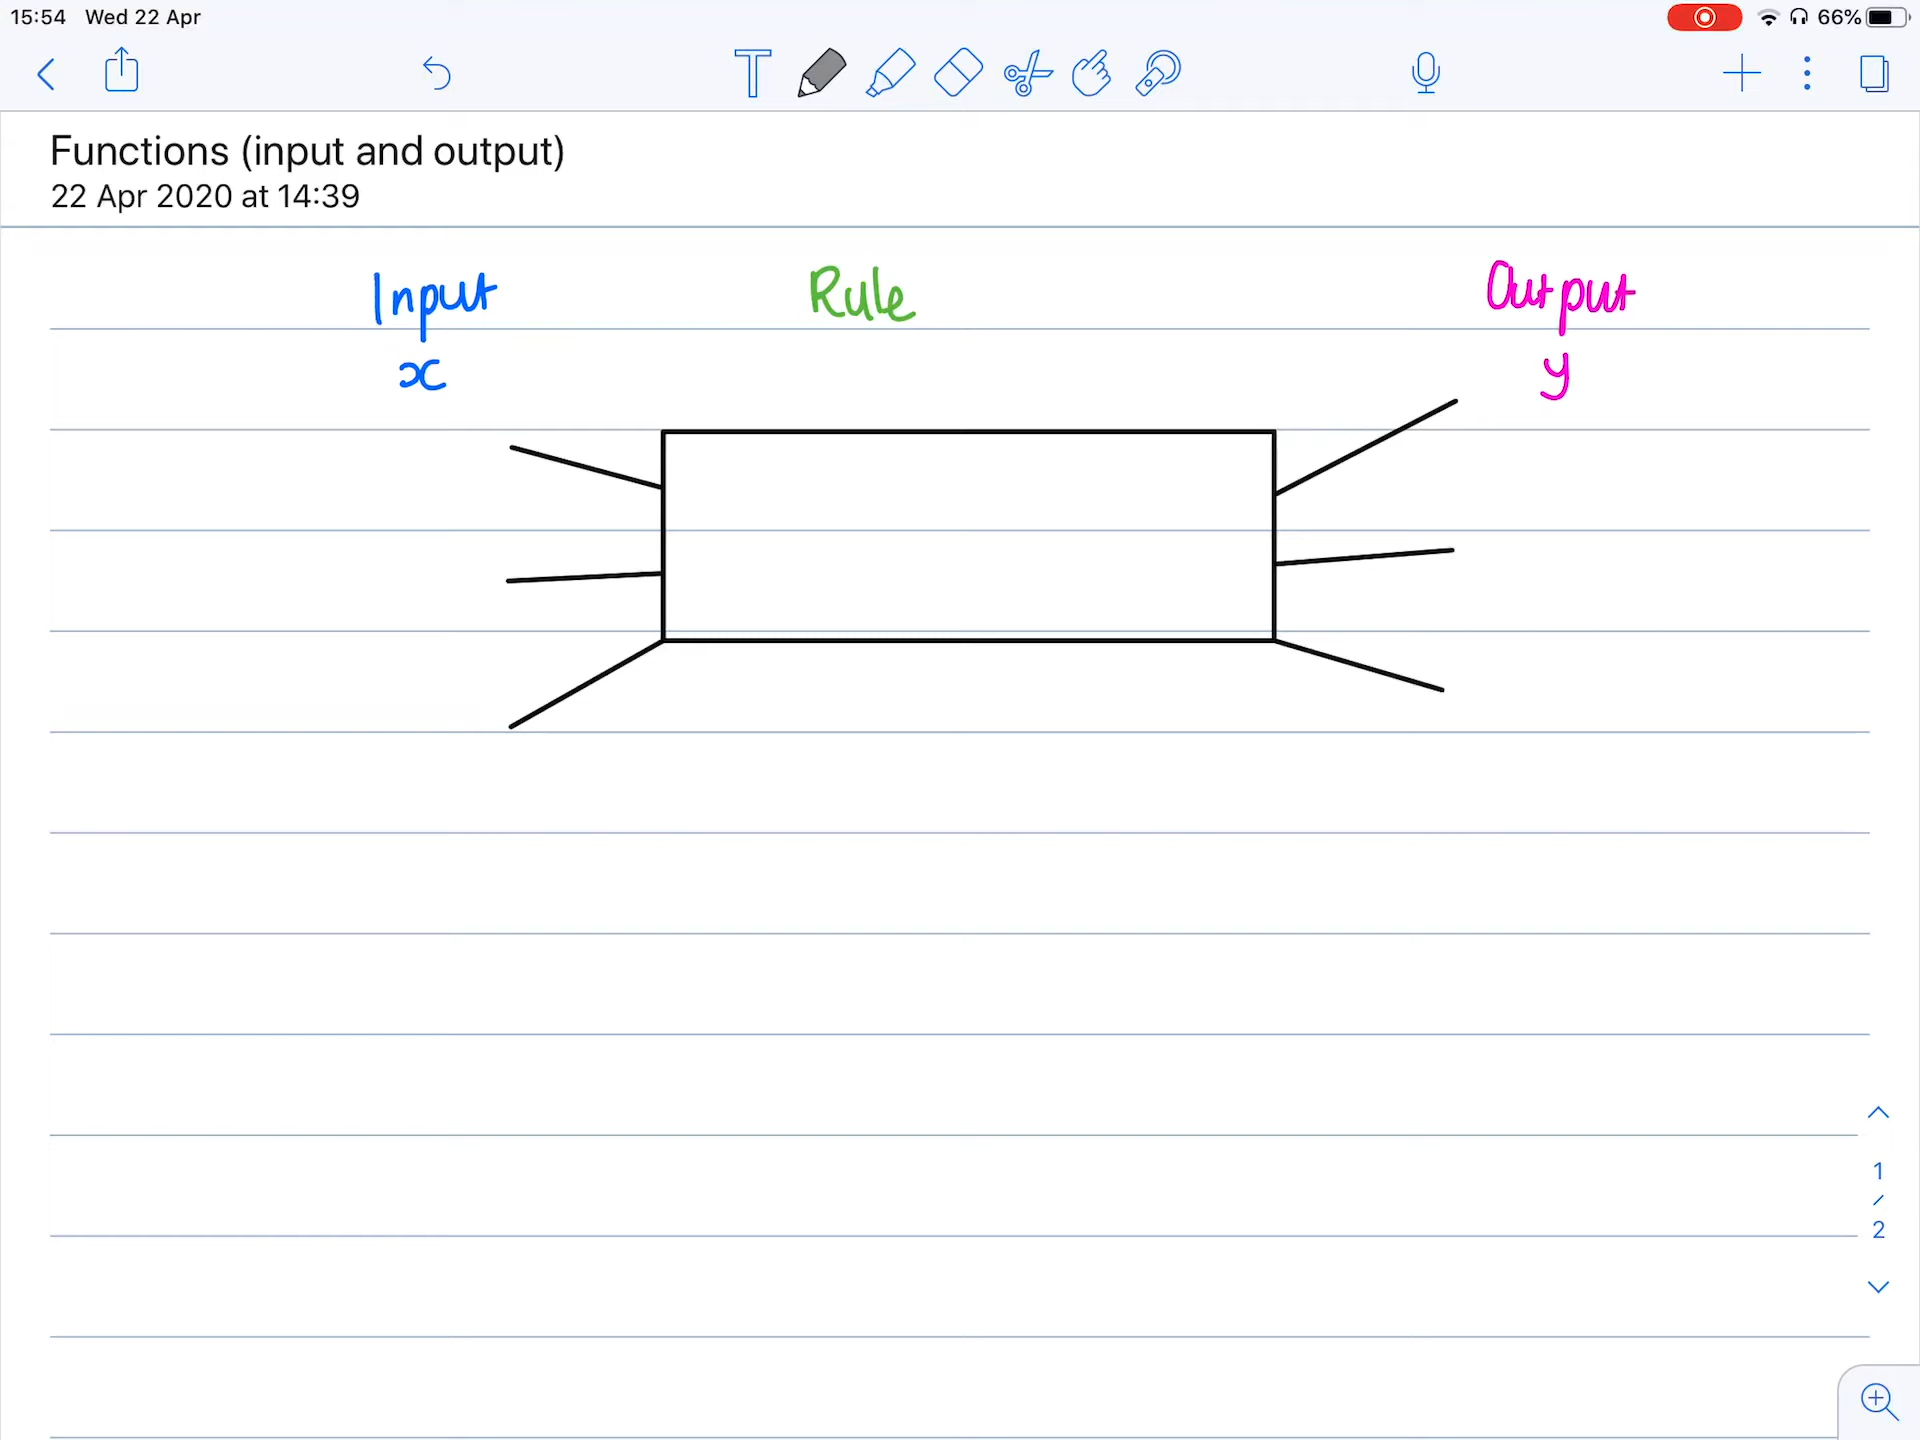 15:54 Wed 22 Apr 66%
T
Functions (input and output)
22 Apr 2020 at 14:39
Input Rule Output
x y
1
/
2